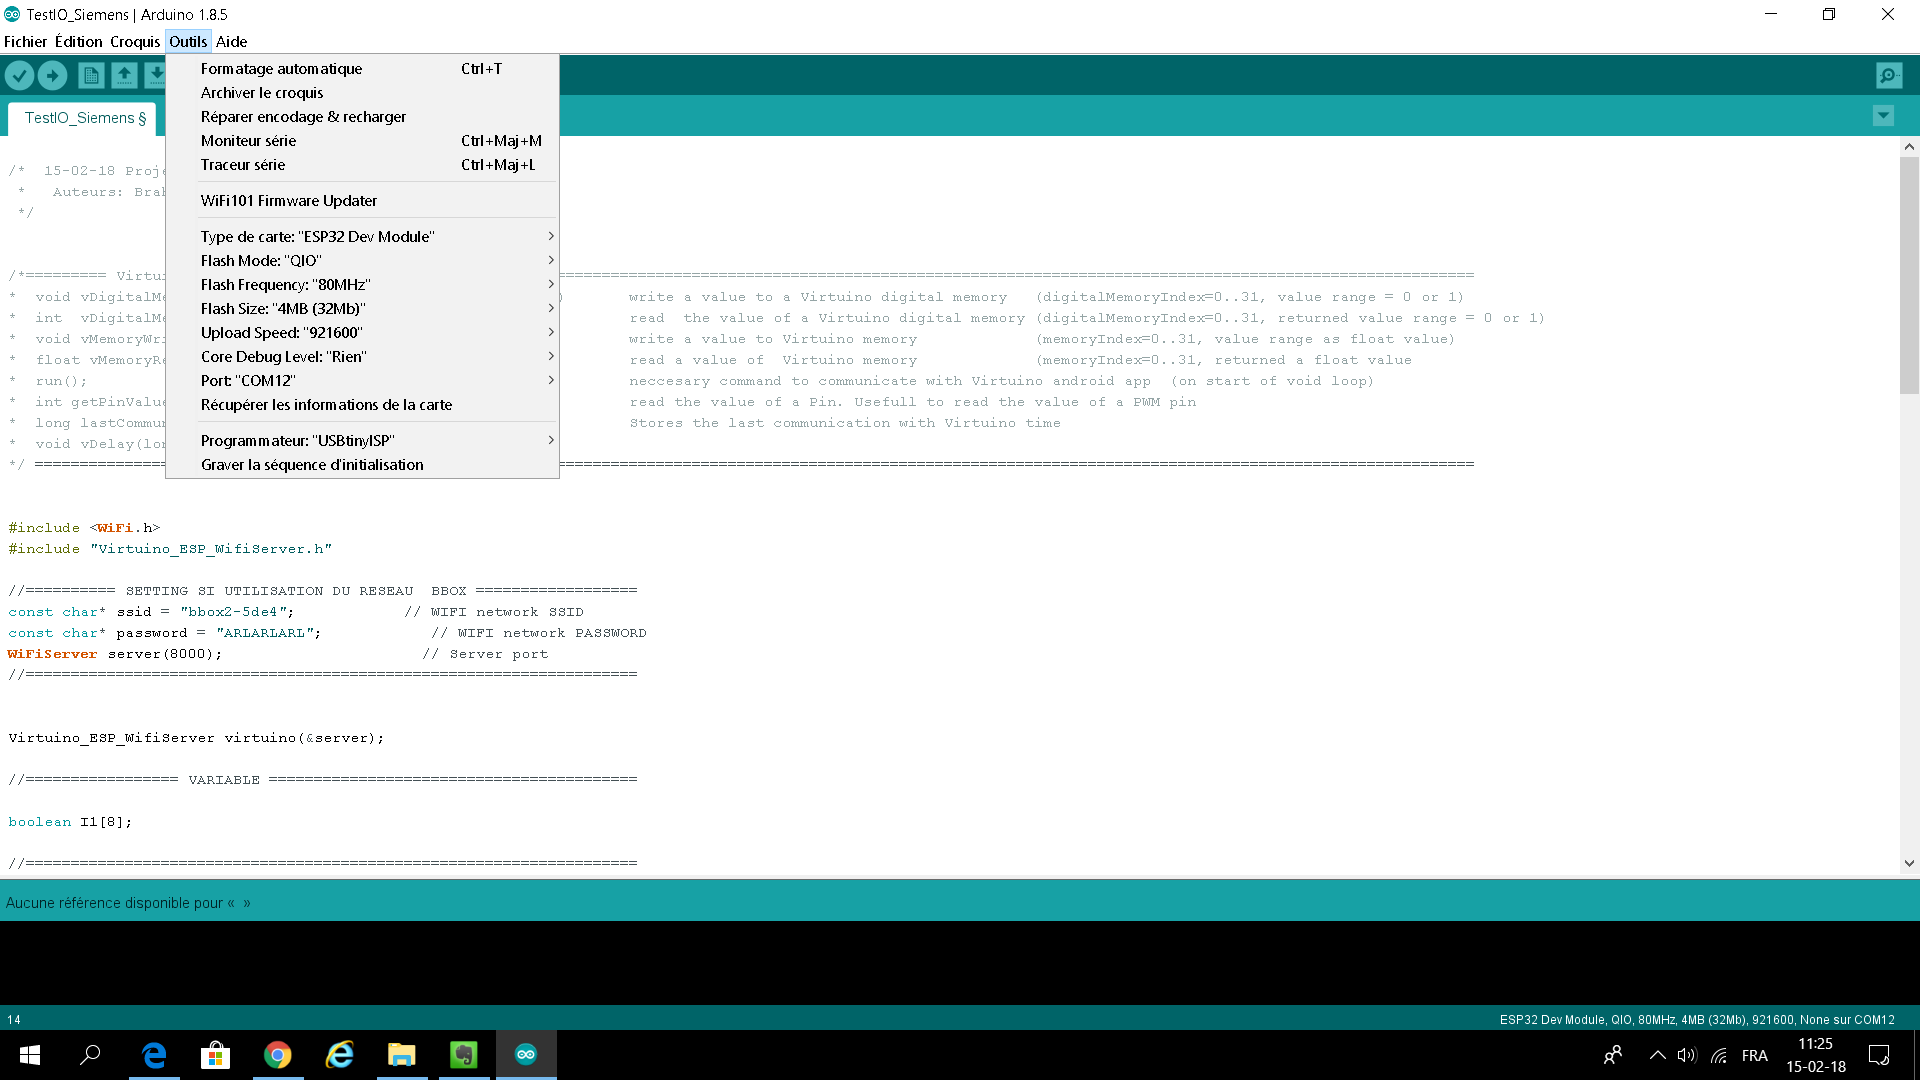 TestIO_Siemens | Arduino 1.8.5
Fichier Édition Croquis Outils Aide
Formatage automatique Ctrl+T
Archiver le croquis
Réparer encodage & recharger
Moniteur série Ctrl+Maj+M
Traceur série Ctrl+Maj+L
WiFi101 Firmware Updater
Type de carte: "ESP32 Dev Module"
Flash Mode: "QIO"
Flash Frequency: "80MHz"
Flash Size: "4MB (32Mb)"
Upload Speed: "921600"
Core Debug Level: "Rien"
Port: "COM12"
Récupérer les informations de la carte
Programmateur: "USBtinyISP"
Graver la séquence d'initialisation
TestIO_Siemens §
/* 15-02-18
* Auteurs:
*/
/*=========
* void write a value to a Virtuino digital memory (digitalMemoryIndex=0..31, value range = 0 or 1)
* int read the value of a Virtuino digital memory (digitalMemoryIndex=0..31, returned value range = 0 or 1)
* void write a value to Virtuino memory (memoryIndex=0..31, value range as float value)
* float read a value of Virtuino memory (memoryIndex=0..31, returned a float value
* run(); neccesary command to communicate with Virtuino android app (on start of void loop)
* int getPinValue read the value of a Pin. Usefull to read the value of a PWM pin
* long Stores the last communication with Virtuino time
* void
*/
#include <WiFi.h>
#include "Virtuino_ESP_WifiServer.h"
//========== SETTING SI UTILISATION DU RESEAU BBOX ==================
const char* ssid = "bbox2-5de4"; // WIFI network SSID
const char* password = "ARLARLARL"; // WIFI network PASSWORD
WiFiServer server(8000); // Server port
//====================================================================
Virtuino_ESP_WifiServer virtuino(&server);
//================= VARIABLE =========================================
boolean I1[8];
//====================================================================
Aucune référence disponible pour « »
14
ESP32 Dev Module, QIO, 80MHz, 4MB (32Mb), 921600, None sur COM12
FRA
11:25
15-02-18